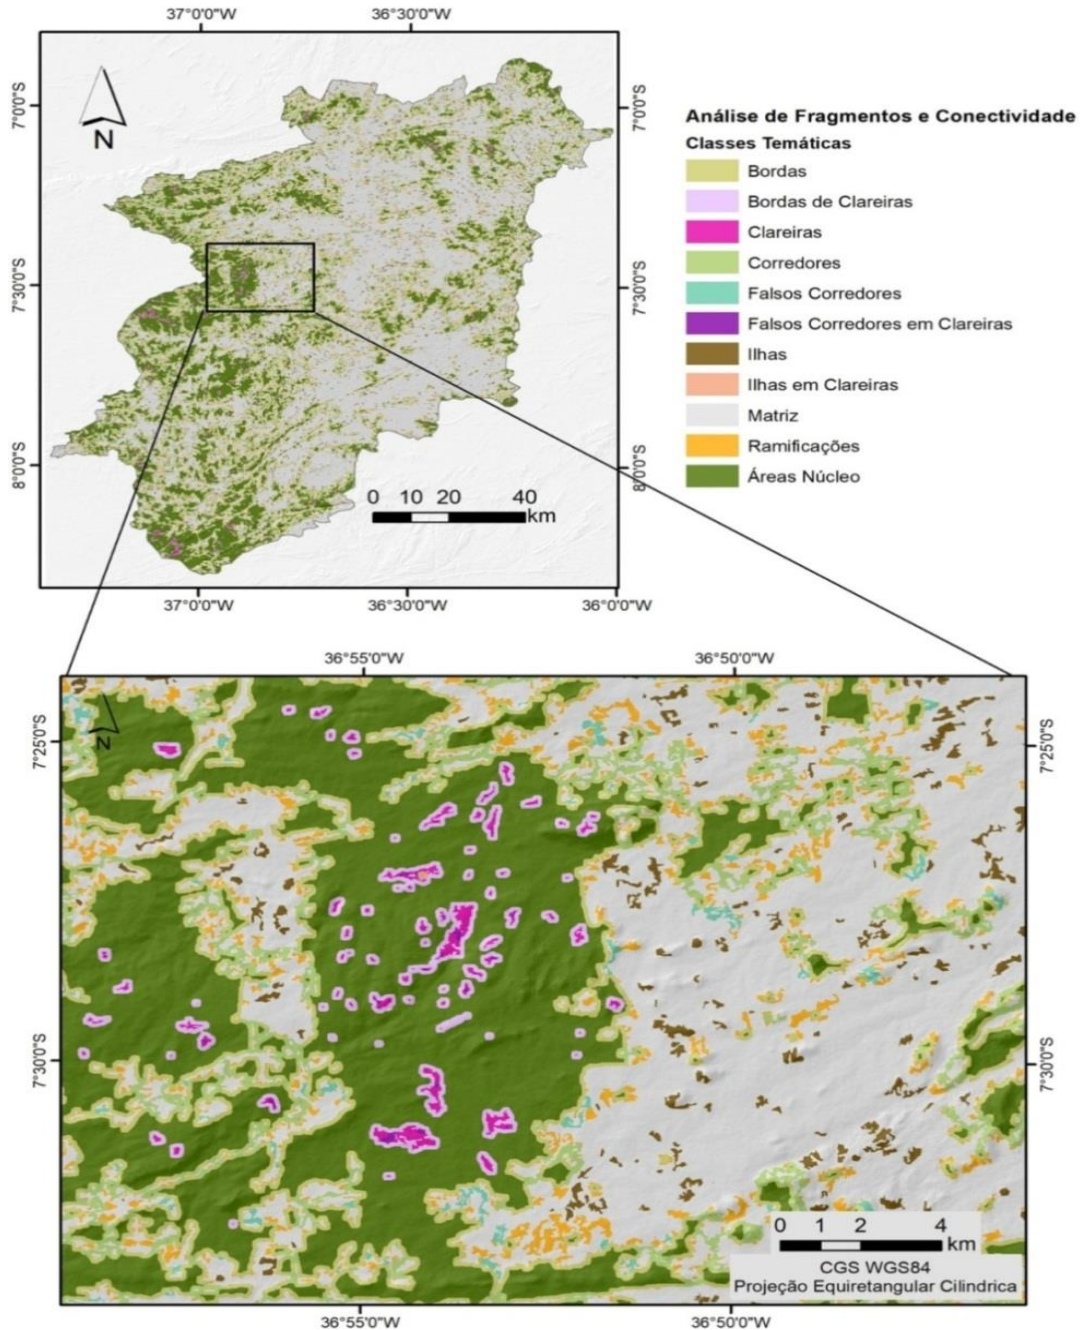 37°0'0"W 36°30'0"W
7°0'0"S
7°30'0"S
8°0'0"S
N
7°0'0"S
7°30'0"S
8°0'0"S
0 10 20 40
km
37°0'0"W 36°30'0"W 36°0'0"W
Análise de Fragmentos e Conectividade
Classes Temáticas
Bordas
Bordas de Clareiras
Clareiras
Corredores
Falsos Corredores
Falsos Corredores em Clareiras
Ilhas
Ilhas em Clareiras
Matriz
Ramificações
Áreas Núcleo
36°55'0"W 36°50'0"W
N
7°25'0"S
7°30'0"S
7°25'0"S
7°30'0"S
0 1 2 4
km
CGS WGS84
Projeção Equiretangular Cilindrica
36°55'0"W 36°50'0"W